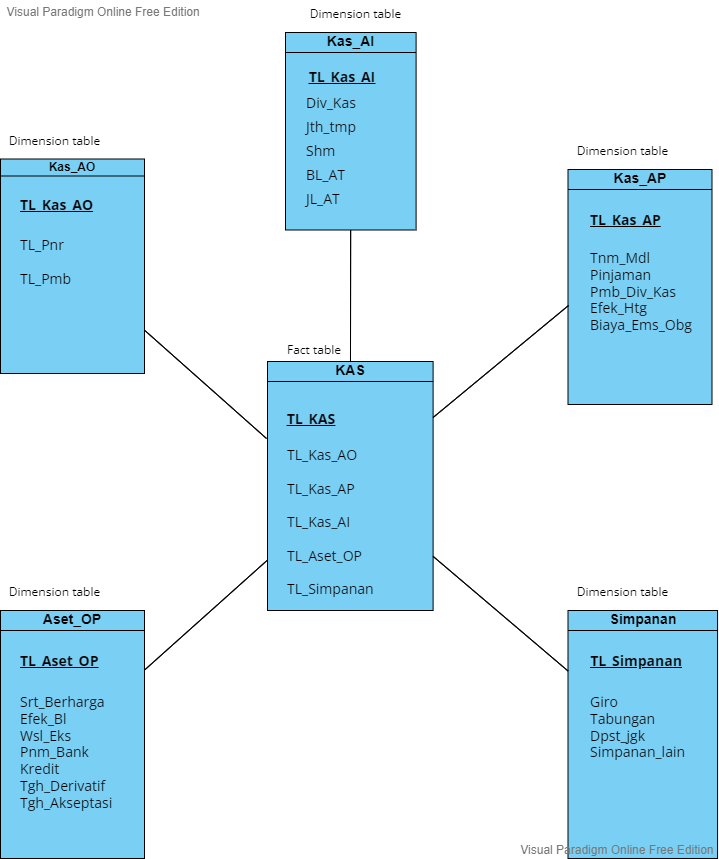 Visual Paradigm Online Free Edition
Dimension table
Kas_AI
TL_Kas_AI
Div_Kas
Jth_tmp
Shm
BL_AT
JL_AT
Dimension table
Kas_AO
TL_Kas_AO
TL_Pnr
TL_Pmb
Dimension table
Kas_AP
TL_Kas_AP
Tnm_Mdl
Pinjaman
Pmb_Div_Kas
Efek_Htg
Biaya_Ems_Obg
Fact table
KAS
TL_KAS
TL_Kas_AO
TL_Kas_AP
TL_Kas_AI
TL_Aset_OP
TL_Simpanan
Dimension table
Aset_OP
TL_Aset_OP
Srt_Berharga
Efek_Bl
Wsl_Eks
Pnm_Bank
Kredit
Tgh_Derivatif
Tgh_Akseptasi
Dimension table
Simpanan
TL_Simpanan
Giro
Tabungan
Dpst_jgk
Simpanan_lain
Visual Paradigm Online Free Edition